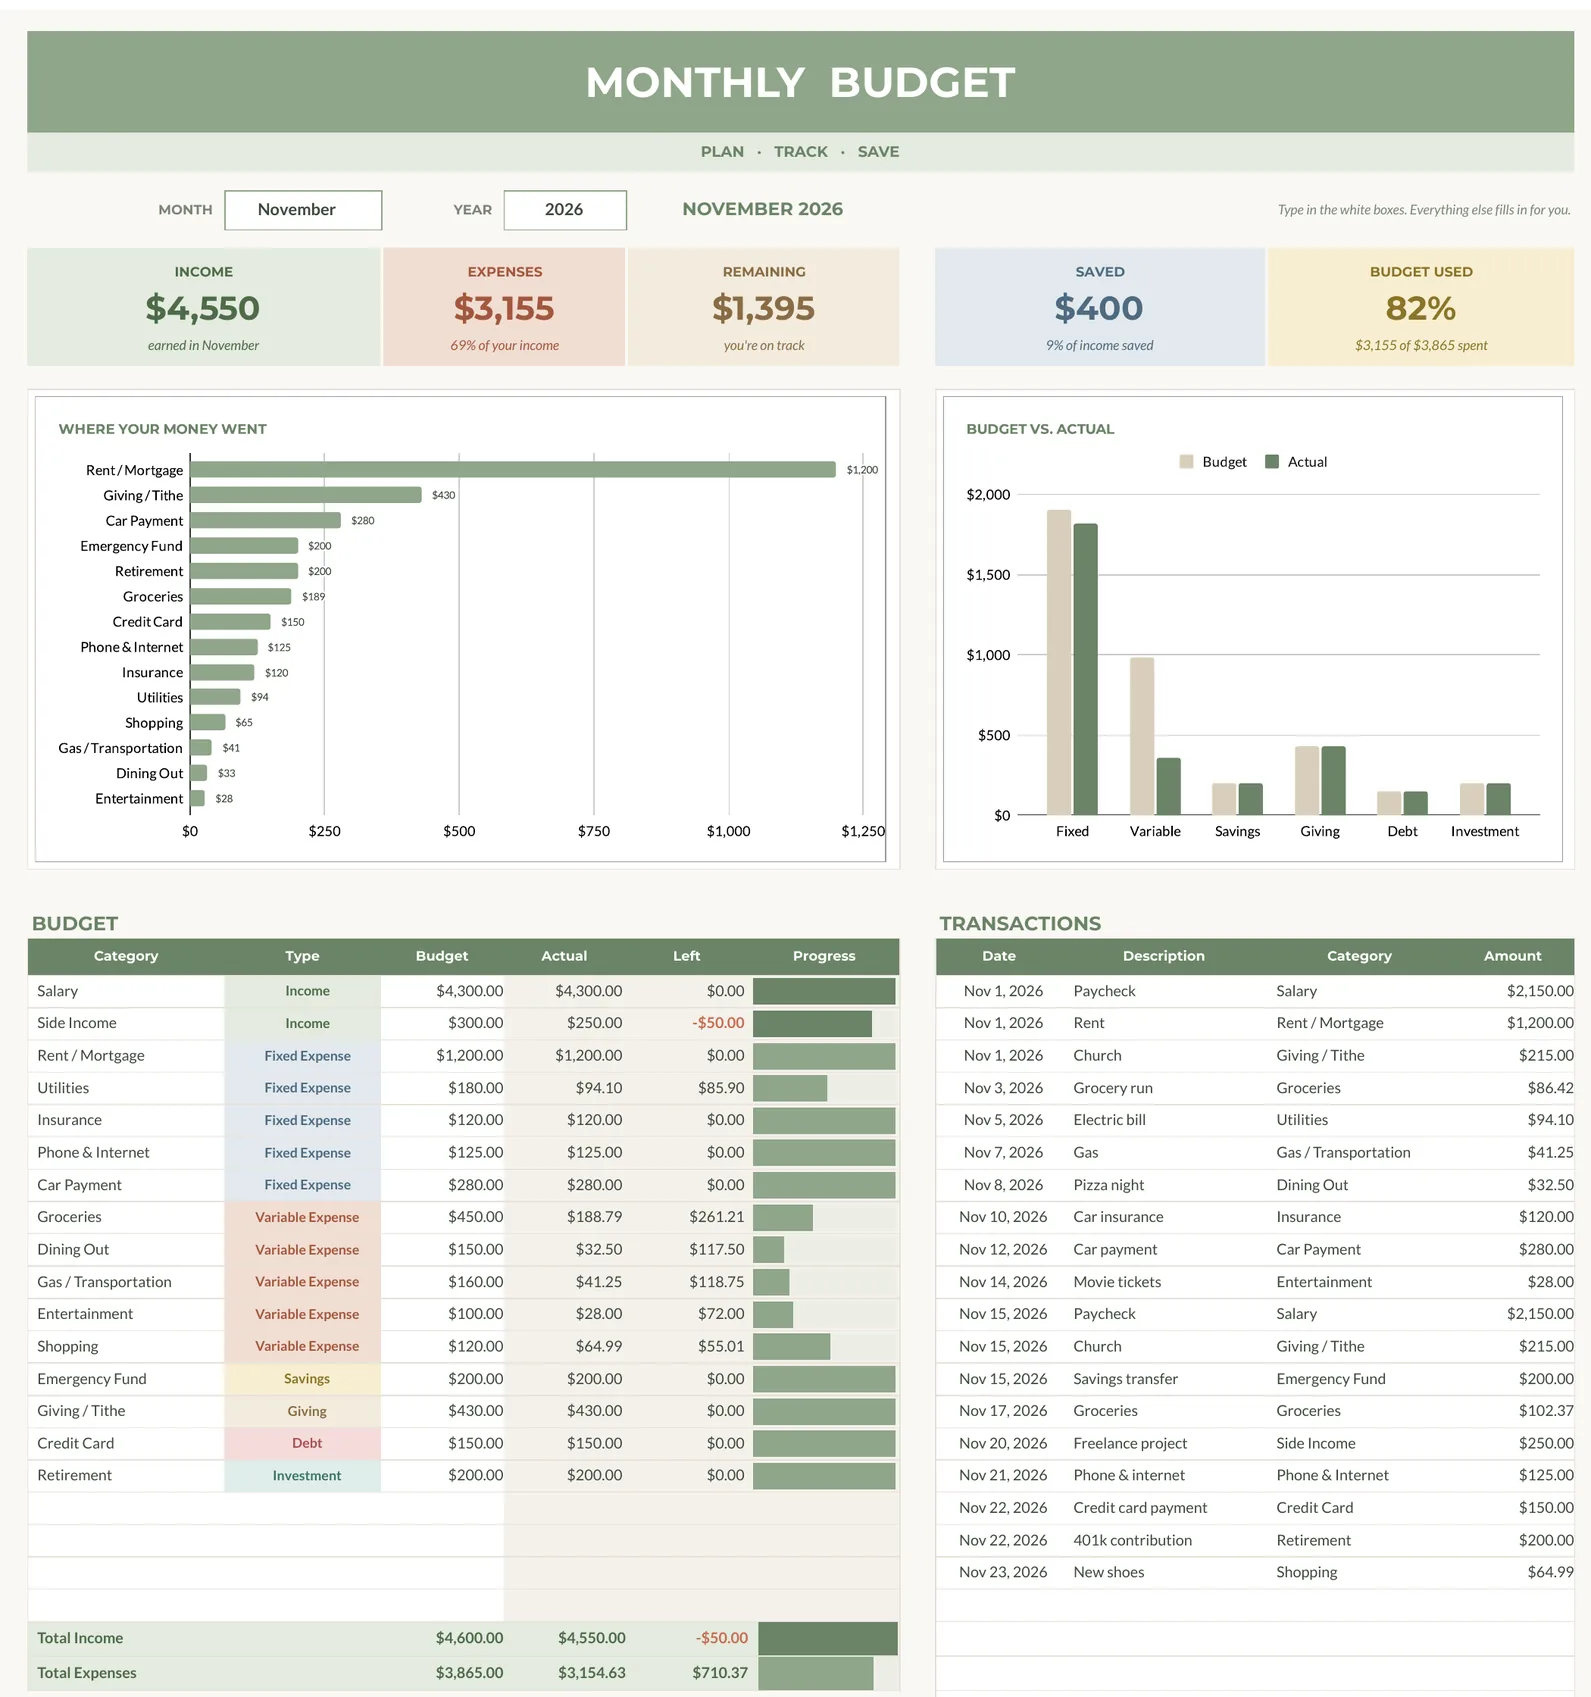 MONTHLY BUDGET
PLAN · TRACK · SAVE
MONTH November YEAR 2026 NOVEMBER 2026 Type in the white boxes. Everything else fills in for you.
INCOME EXPENSES REMAINING SAVED BUDGET USED
$4,550 $3,155 $1,395 $400 82%
earned in November 69% of your income you're on track 9% of income saved $3,155 of $3,865 spent
WHERE YOUR MONEY WENT
Rent / Mortgage $1,200
Giving / Tithe $430
Car Payment $280
Emergency Fund $200
Retirement $200
Groceries $189
Credit Card $150
Phone & Internet $125
Insurance $120
Utilities $94
Shopping $65
Gas / Transportation $41
Dining Out $33
Entertainment $28
$0 $250 $500 $750 $1,000 $1,250
BUDGET VS. ACTUAL
Budget Actual
$2,000
$1,500
$1,000
$500
$0
Fixed Variable Savings Giving Debt Investment
BUDGET
Category Type Budget Actual Left Progress
Salary Income $4,300.00 $4,300.00 $0.00
Side Income Income $300.00 $250.00 -$50.00
Rent / Mortgage Fixed Expense $1,200.00 $1,200.00 $0.00
Utilities Fixed Expense $180.00 $94.10 $85.90
Insurance Fixed Expense $120.00 $120.00 $0.00
Phone & Internet Fixed Expense $125.00 $125.00 $0.00
Car Payment Fixed Expense $280.00 $280.00 $0.00
Groceries Variable Expense $450.00 $188.79 $261.21
Dining Out Variable Expense $150.00 $32.50 $117.50
Gas / Transportation Variable Expense $160.00 $41.25 $118.75
Entertainment Variable Expense $100.00 $28.00 $72.00
Shopping Variable Expense $120.00 $64.99 $55.01
Emergency Fund Savings $200.00 $200.00 $0.00
Giving / Tithe Giving $430.00 $430.00 $0.00
Credit Card Debt $150.00 $150.00 $0.00
Retirement Investment $200.00 $200.00 $0.00
Total Income $4,600.00 $4,550.00 -$50.00
Total Expenses $3,865.00 $3,154.63 $710.37
TRANSACTIONS
Date Description Category Amount
Nov 1, 2026 Paycheck Salary $2,150.00
Nov 1, 2026 Rent Rent / Mortgage $1,200.00
Nov 1, 2026 Church Giving / Tithe $215.00
Nov 3, 2026 Grocery run Groceries $86.42
Nov 5, 2026 Electric bill Utilities $94.10
Nov 7, 2026 Gas Gas / Transportation $41.25
Nov 8, 2026 Pizza night Dining Out $32.50
Nov 10, 2026 Car insurance Insurance $120.00
Nov 12, 2026 Car payment Car Payment $280.00
Nov 14, 2026 Movie tickets Entertainment $28.00
Nov 15, 2026 Paycheck Salary $2,150.00
Nov 15, 2026 Church Giving / Tithe $215.00
Nov 15, 2026 Savings transfer Emergency Fund $200.00
Nov 17, 2026 Groceries Groceries $102.37
Nov 20, 2026 Freelance project Side Income $250.00
Nov 21, 2026 Phone & internet Phone & Internet $125.00
Nov 22, 2026 Credit card payment Credit Card $150.00
Nov 22, 2026 401k contribution Retirement $200.00
Nov 23, 2026 New shoes Shopping $64.99